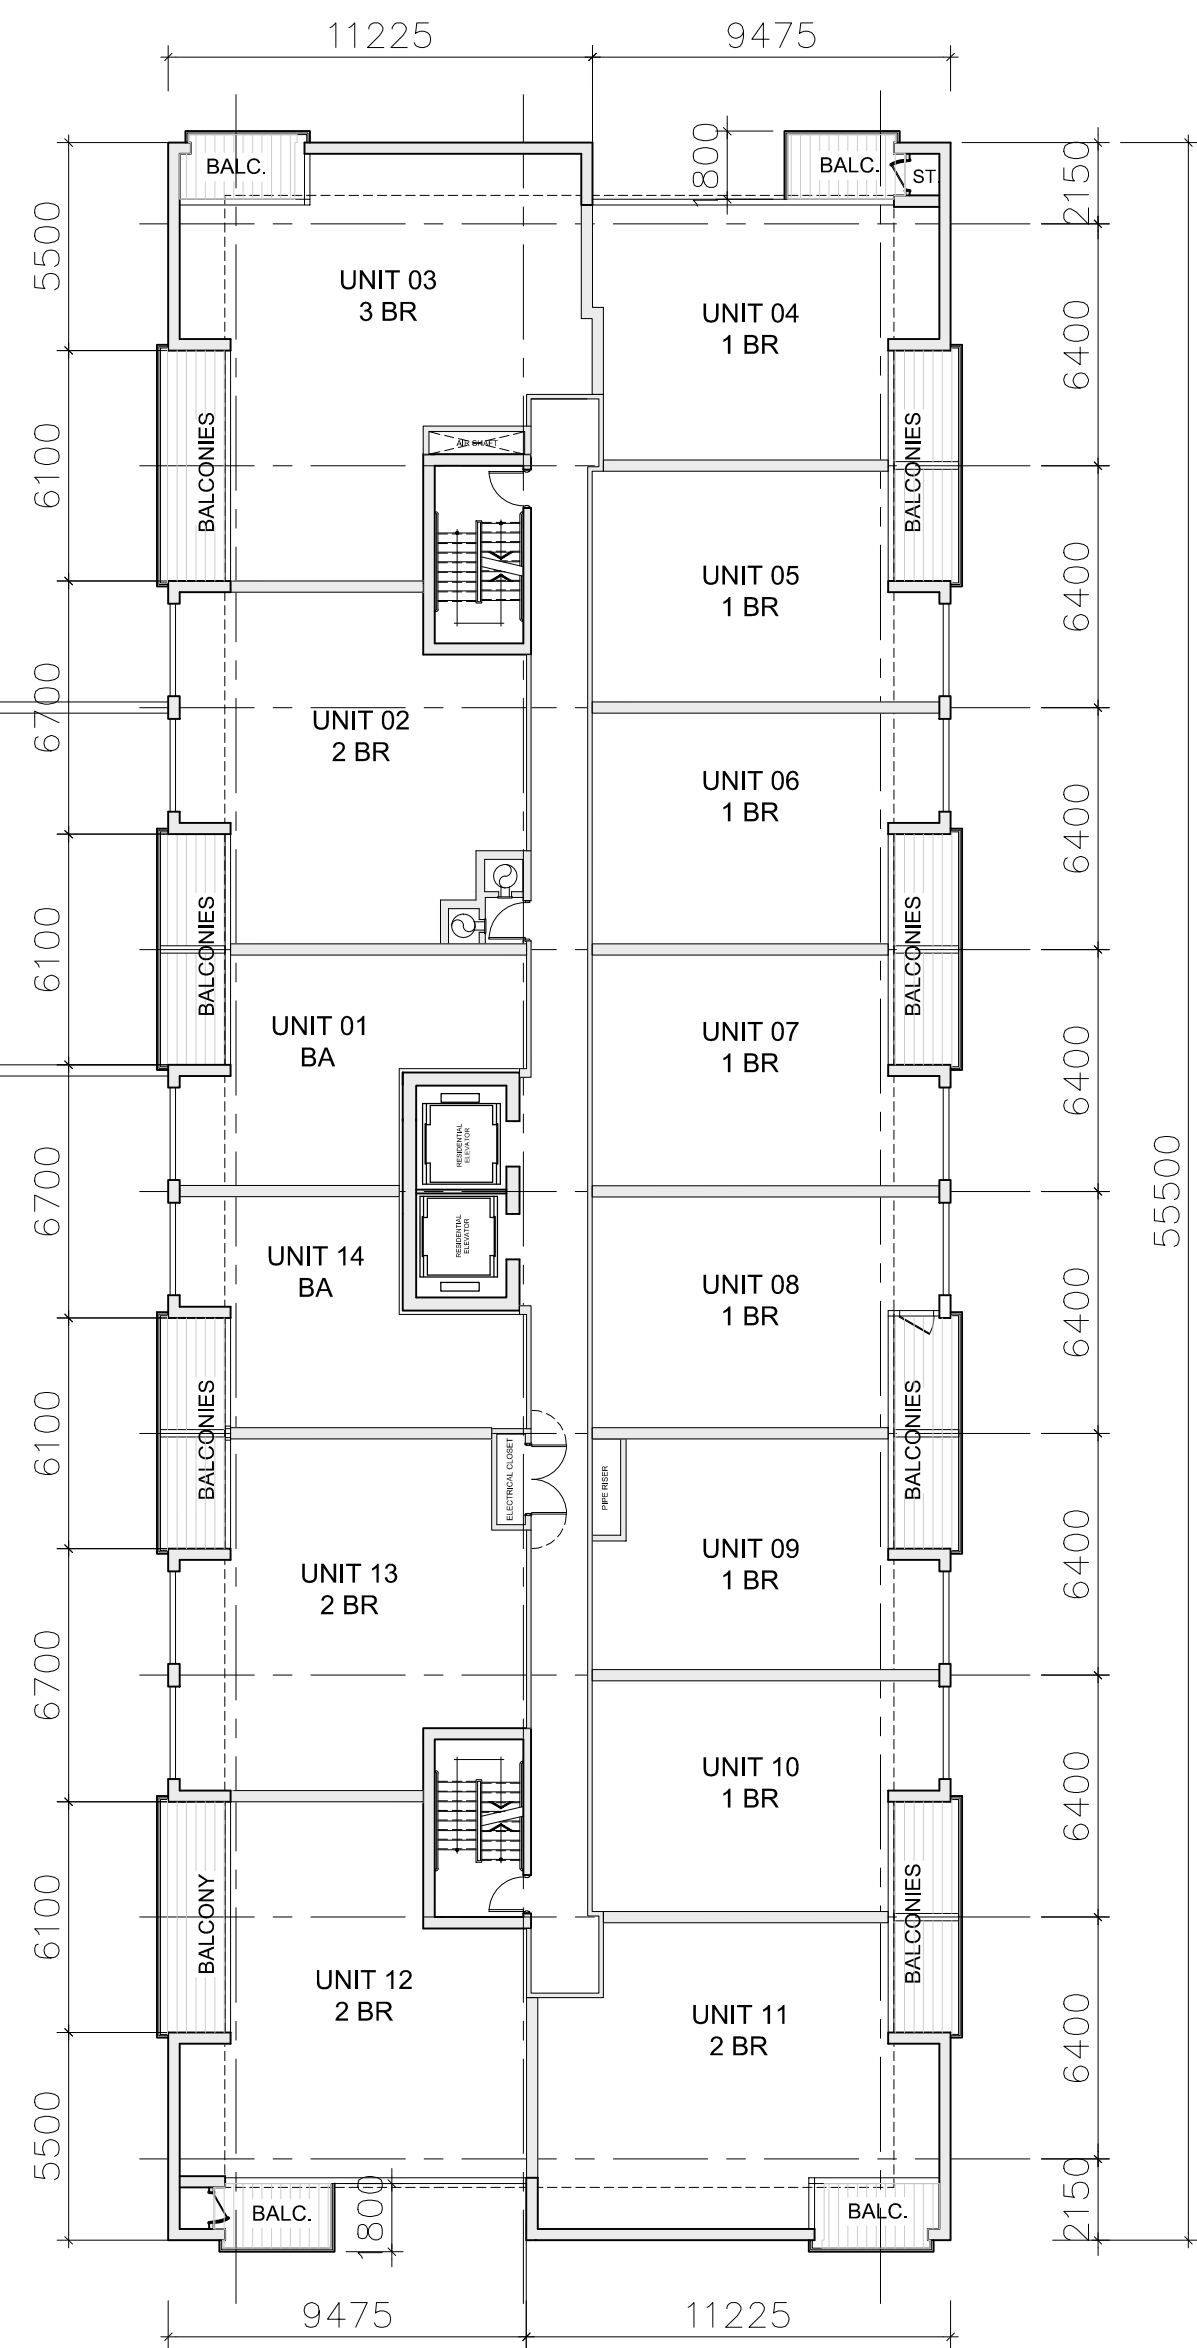 11225
9475
BALC.
1800
BALC.
ST.
2150
5500
UNIT 03
3 BR
UNIT 04
1 BR
6400
6100
BALCONIES
AIR SHAFT
BALCONIES
UNIT 05
1 BR
6400
6700
UNIT 02
2 BR
UNIT 06
1 BR
6400
6100
BALCONIES
BALCONIES
UNIT 01
BA
UNIT 07
1 BR
6400
RESIDENTIAL
ELEVATOR
6700
55500
RESIDENTIAL
ELEVATOR
UNIT 14
BA
UNIT 08
1 BR
6400
6100
BALCONIES
ELECTRICAL CLOSET
PIPE RISER
BALCONIES
UNIT 13
2 BR
UNIT 09
1 BR
6400
6700
UNIT 10
1 BR
6400
6100
BALCONY
BALCONIES
UNIT 12
2 BR
UNIT 11
2 BR
6400
5500
BALC.
1800
BALC.
2150
9475
11225